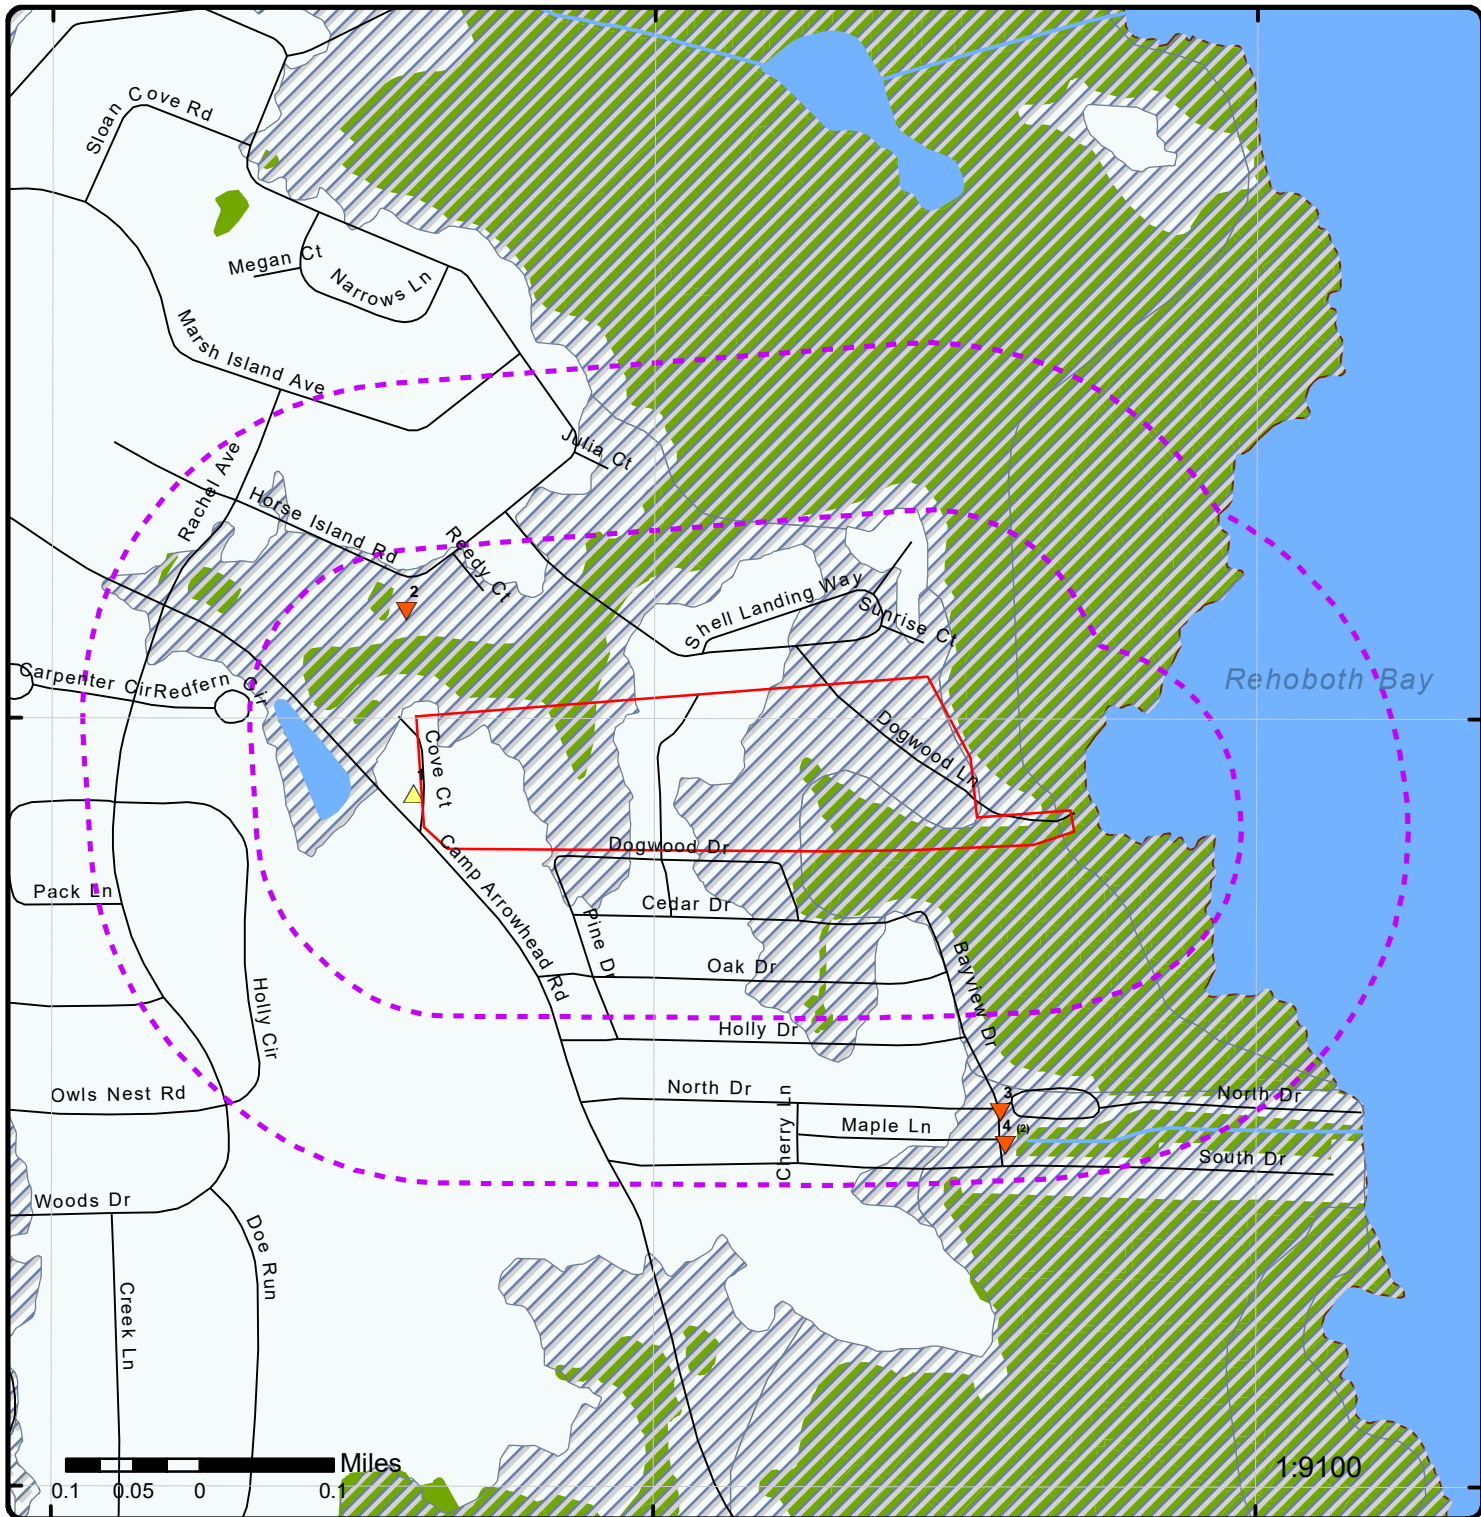 Sloan Cove Rd
Megan Ct
Narrows Ln
Marsh Island Ave
Julia Ct
Rachel Ave
Horse Island Rd
Reedy Ct
2
Shell Landing Way
Sunrise Ct
Carpenter Cir
Redfern Cir
Rehoboth Bay
Dogwood Ln
Cove Ct
Dogwood Dr
Camp Arrowhead Rd
Pack Ln
Cedar Dr
Pine Dr
Oak Dr
Bayview Dr
Holly Cir
Holly Dr
Owls Nest Rd
North Dr
3
North Dr
Cherry Ln
Maple Ln
4 (2)
South Dr
Woods Dr
Doe Run
Creek Ln
Miles
0.1 0.05 0 0.1
1:9100